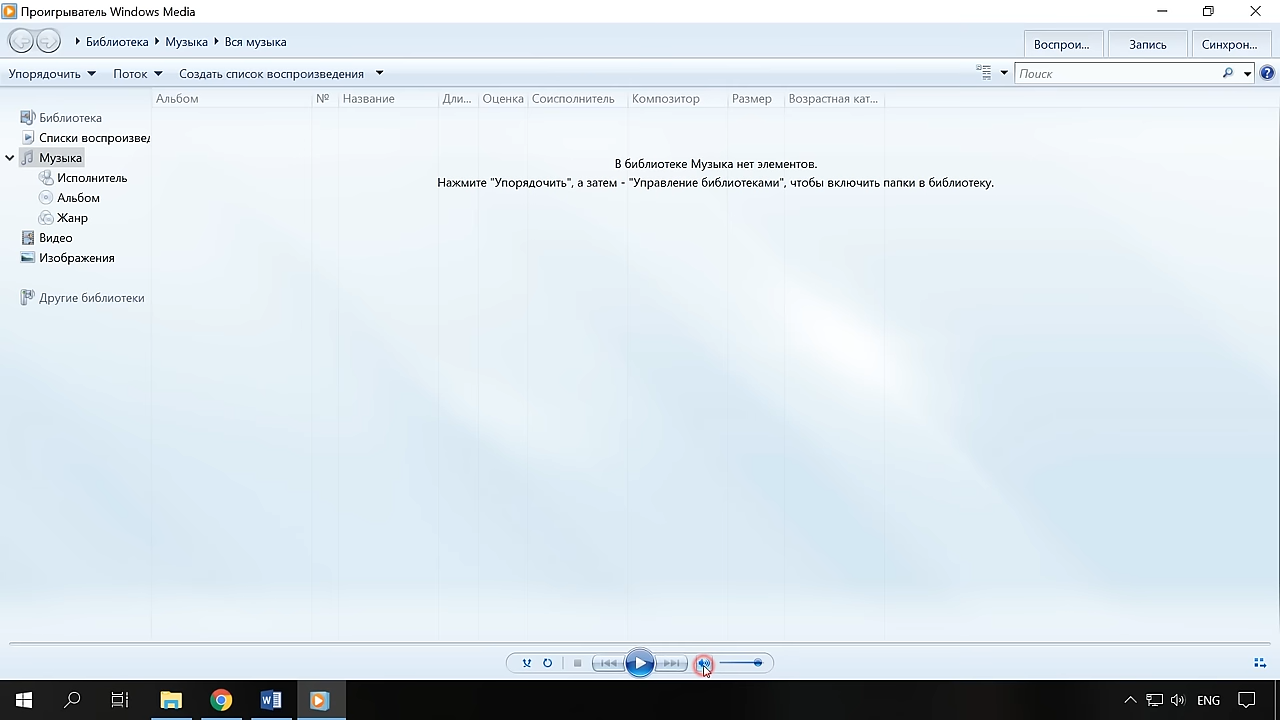 Проигрыватель Windows Media
Библиотека Музыка Вся музыка
Воспрои... Запись Синхрон...
Упорядочить Поток Создать список воспроизведения Поиск
Альбом № Название Дли... Оценка Соисполнитель Композитор Размер Возрастная кат...
Библиотека
Списки воспроизвед
Музыка
Исполнитель
Альбом
Жанр
Видео
Изображения
Другие библиотеки
В библиотеке Музыка нет элементов.
Нажмите "Упорядочить", а затем - "Управление библиотеками", чтобы включить папки в библиотеку.
ENG